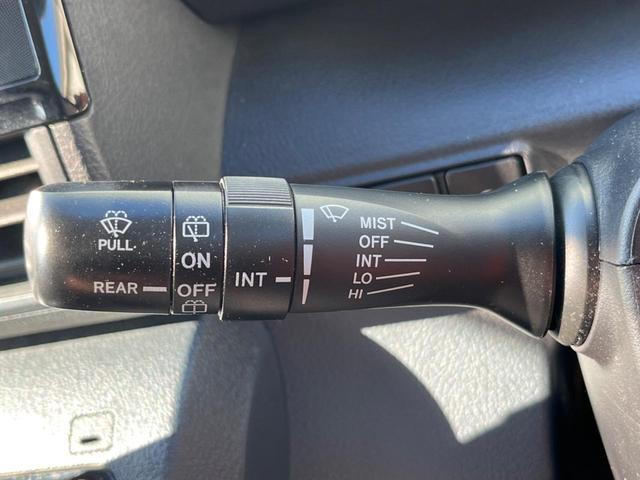 PULL
REAR
ON
OFF
INT
MIST
OFF
INT
LO
HI